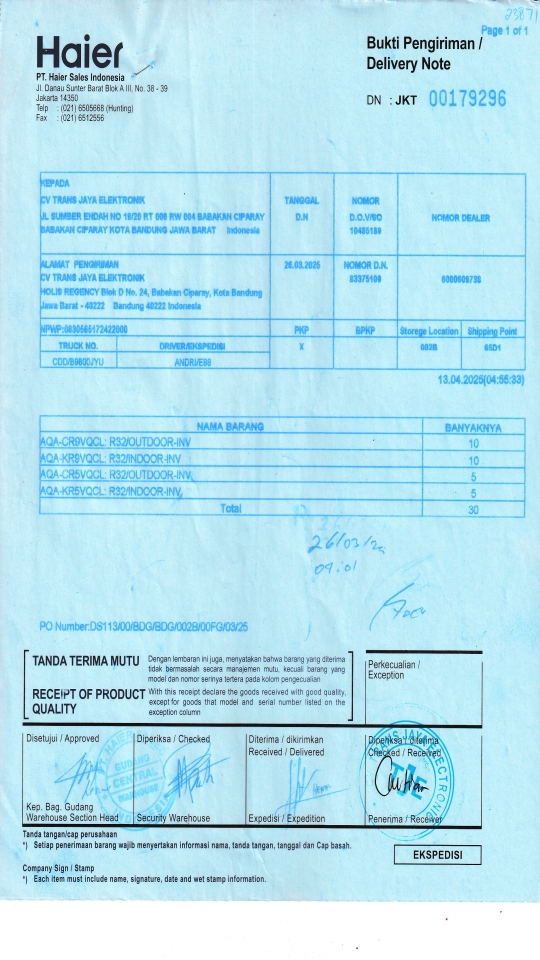 23871
Page 1 of 1
Haier
Bukti Pengiriman /
Delivery Note
PT. Haier Sales Indonesia
Jl. Danau Sunter Barat Blok A III, No. 38 - 39
Jakarta 14350
Telp : (021) 6505668 (Hunting)
Fax : (021) 6512556
DN : JKT 00179296
KEPADA
CV TRANS JAYA ELEKTRONIK TANGGAL NOMOR
JL SUMBER ENDAH NO 18/20 RT 006 RW 004 BABAKAN CIPARAY D.N D.O.V/SO NOMOR DEALER
BABAKAN CIPARAY KOTA BANDUNG JAWA BARAT Indonesia 10485189
ALAMAT PENGIRIMAN 26.03.2025 NOMOR D.N.
CV TRANS JAYA ELEKTRONIK 83375109 6000606738
HOLIS REGENCY Blok D No. 24, Babakan Ciparay, Kota Bandung
Jawa Barat - 40222 Bandung 40222 Indonesia
NPWP:0830565172422000 PKP BPKP Storege Location Shipping Point
TRUCK NO. DRIVER/EKSPEDISI X 002B 65D1
CDD/B9800JYU ANDRI/E88
13.04.2025(04:55:33)
NAMA BARANG BANYAKNYA
AQA-CR9VQCL: R32/OUTDOOR-INV 10
AQA-KR9VQCL: R32/INDOOR-INV 10
AQA-CR5VQCL: R32/OUTDOOR-INV, 5
AQA-KR5VQCL: R32/INDOOR-INV, 5
Total 30
26/03/25
09.01
PO Number:DS113/00/BDG/BDG/002B/00FG/03/25
TANDA TERIMA MUTU
Dengan lembaran ini juga, menyatakan bahwa barang yang diterima
tidak bermasalah secara manajemen mutu, kecuali barang yang
model dan nomor serinya tertera pada kolom pengecualian
RECEIPT OF PRODUCT
QUALITY
With this receipt declare the goods received with good quality,
except for goods that model and serial number listed on the
exception column
Perkecualian /
Exception
Disetujui / Approved
Diperiksa / Checked
Diterima / dikirimkan
Received / Delivered
Diperiksa / diterima
Checked / Received
HAIER
CENTRAL
WAREHOUSE
TRANS JAYA ELEKTRONIK
TJE
Kep. Bag. Gudang
Warehouse Section Head
Security Warehouse
Expedisi / Expedition
Penerima / Receiver
Tanda tangan/cap perusahaan
*) Setiap penerimaan barang wajib menyertakan informasi nama, tanda tangan, tanggal dan Cap basah.
EKSPEDISI
Company Sign / Stamp
*) Each item must include name, signature, date and wet stamp information.